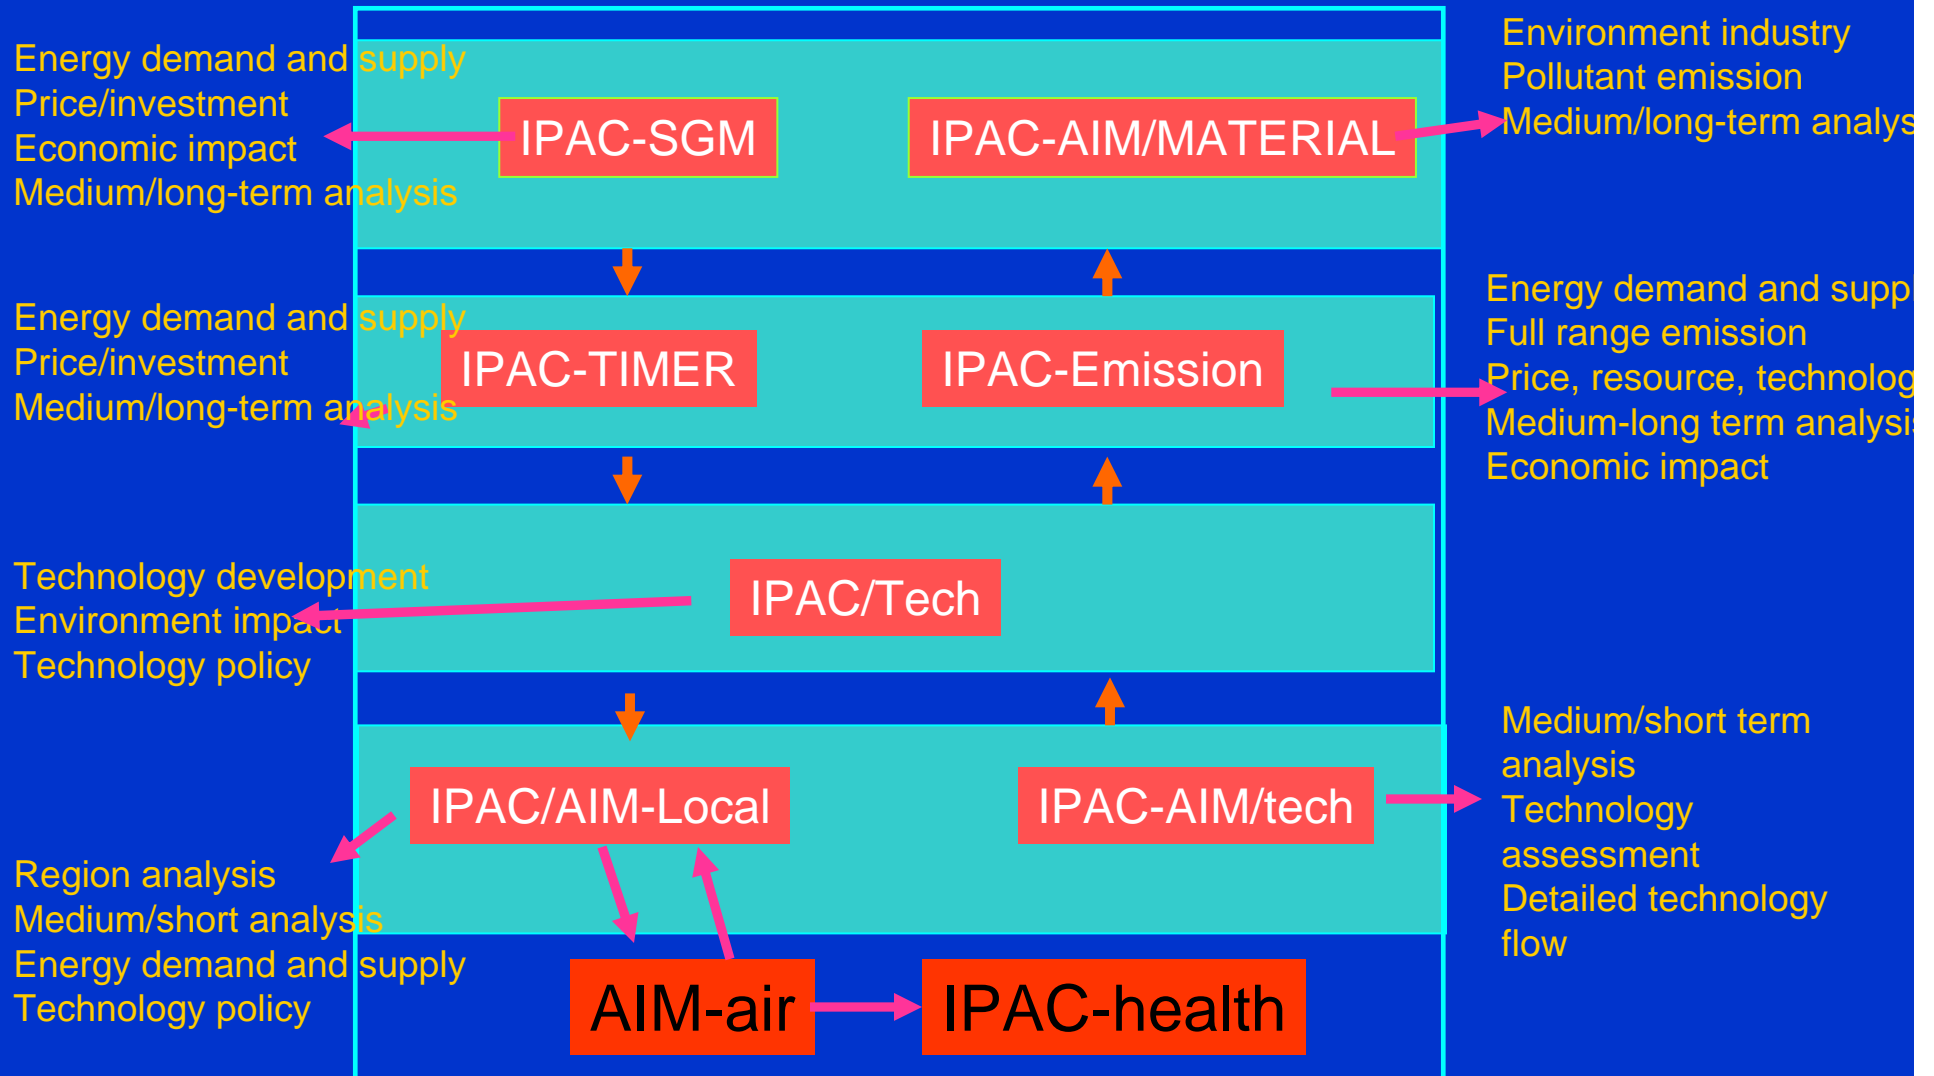 Energy demand and supply
Price/investment
Economic impact
Medium/long-term analysis
IPAC-SGM
IPAC-AIM/MATERIAL
Environment industry
Pollutant emission
Medium/long-term analys
Energy demand and supply
Price/investment
Medium/long-term analysis
IPAC-TIMER
IPAC-Emission
Energy demand and suppl
Full range emission
Price, resource, technolog
Medium-long term analysis
Economic impact
Technology development
Environment impact
Technology policy
IPAC/Tech
IPAC/AIM-Local
IPAC-AIM/tech
Medium/short term
analysis
Technology
assessment
Detailed technology
flow
Region analysis
Medium/short analysis
Energy demand and supply
Technology policy
AIM-air
IPAC-health